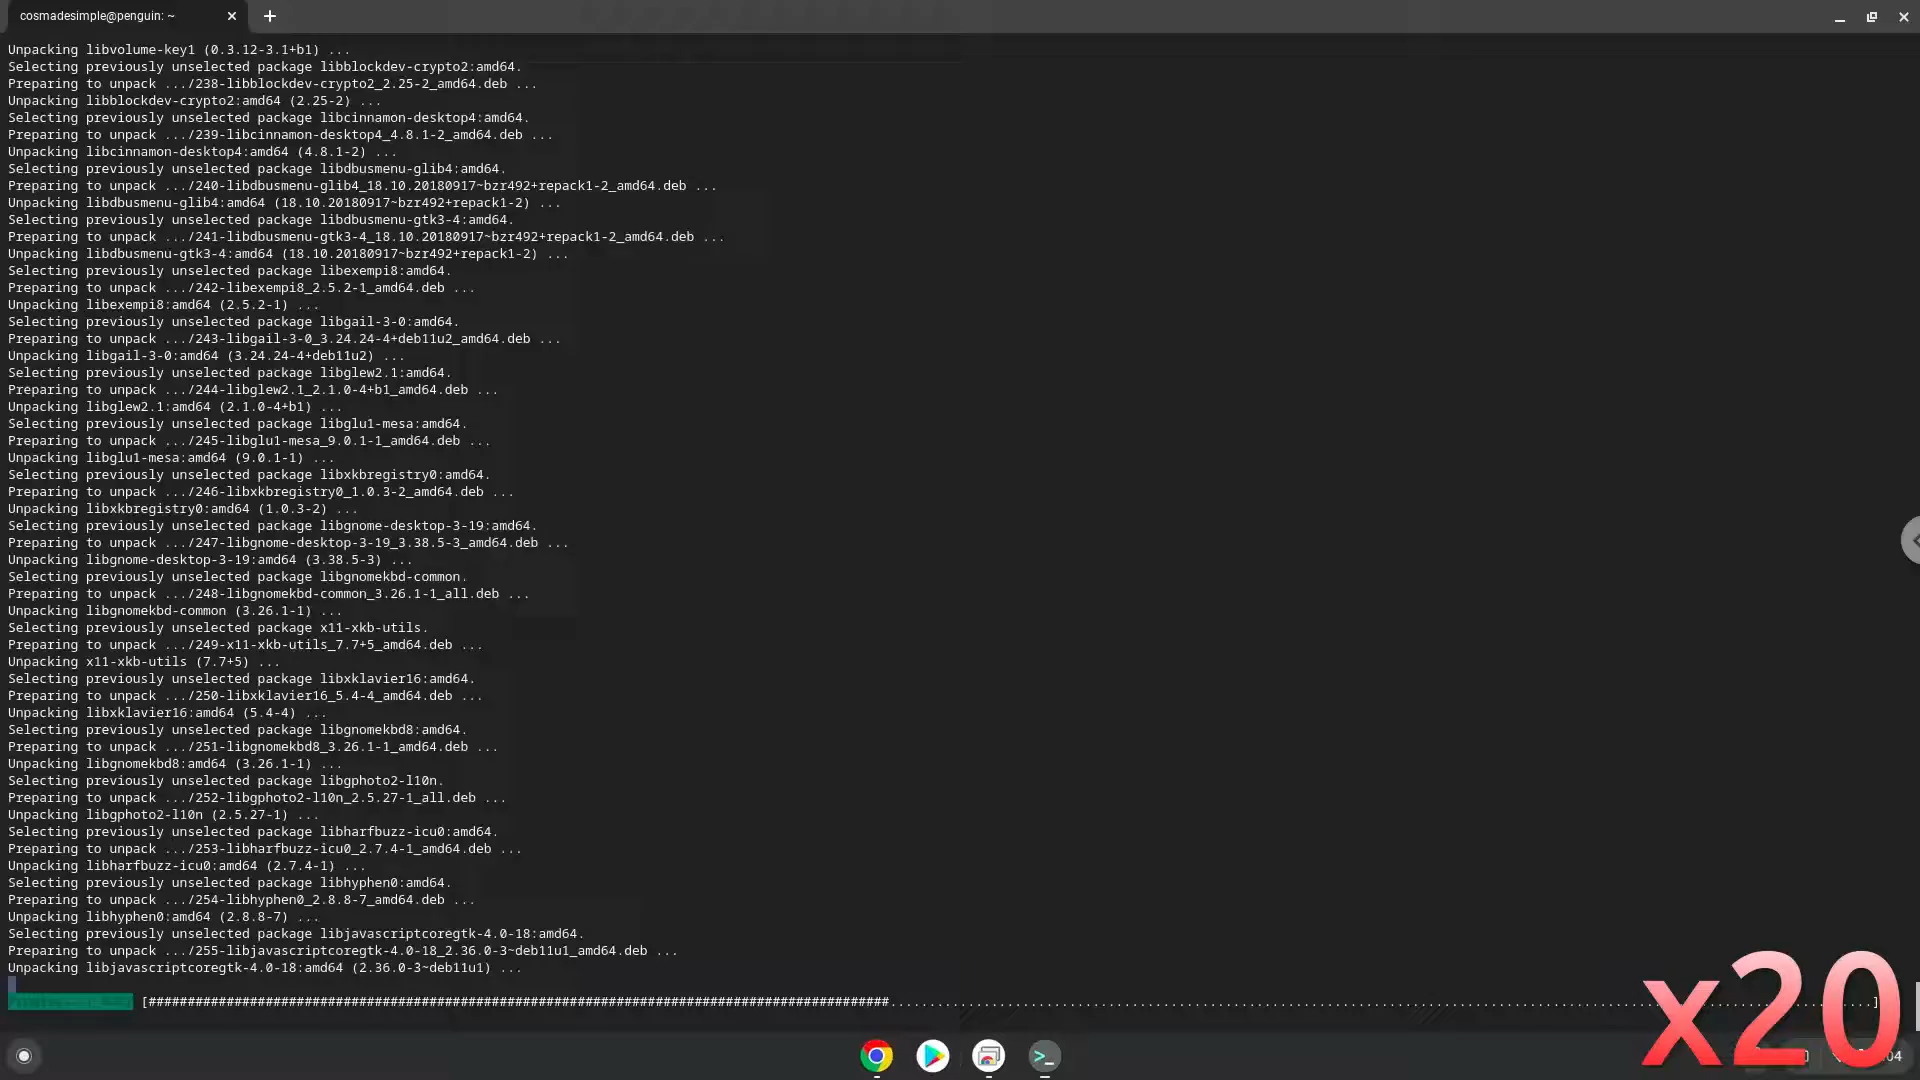 cosmadesimple@penguin: ~
Unpacking libvolume-key1 (0.3.12-3.1+b1) ...
Selecting previously unselected package libblockdev-crypto2:amd64.
Preparing to unpack .../238-libblockdev-crypto2_2.25-2_amd64.deb ...
Unpacking libblockdev-crypto2:amd64 (2.25-2) ...
Selecting previously unselected package libcinnamon-desktop4:amd64.
Preparing to unpack .../239-libcinnamon-desktop4_4.8.1-2_amd64.deb ...
Unpacking libcinnamon-desktop4:amd64 (4.8.1-2) ...
Selecting previously unselected package libdbusmenu-glib4:amd64.
Preparing to unpack .../240-libdbusmenu-glib4_18.10.20180917~bzr492+repack1-2_amd64.deb ...
Unpacking libdbusmenu-glib4:amd64 (18.10.20180917~bzr492+repack1-2) ...
Selecting previously unselected package libdbusmenu-gtk3-4:amd64.
Preparing to unpack .../241-libdbusmenu-gtk3-4_18.10.20180917~bzr492+repack1-2_amd64.deb ...
Unpacking libdbusmenu-gtk3-4:amd64 (18.10.20180917~bzr492+repack1-2) ...
Selecting previously unselected package libexempi8:amd64.
Preparing to unpack .../242-libexempi8_2.5.2-1_amd64.deb ...
Unpacking libexempi8:amd64 (2.5.2-1) ...
Selecting previously unselected package libgail-3-0:amd64.
Preparing to unpack .../243-libgail-3-0_3.24.24-4+deb11u2_amd64.deb ...
Unpacking libgail-3-0:amd64 (3.24.24-4+deb11u2) ...
Selecting previously unselected package libglew2.1:amd64.
Preparing to unpack .../244-libglew2.1_2.1.0-4+b1_amd64.deb ...
Unpacking libglew2.1:amd64 (2.1.0-4+b1) ...
Selecting previously unselected package libglu1-mesa:amd64.
Preparing to unpack .../245-libglu1-mesa_9.0.1-1_amd64.deb ...
Unpacking libglu1-mesa:amd64 (9.0.1-1) ...
Selecting previously unselected package libxkbregistry0:amd64.
Preparing to unpack .../246-libxkbregistry0_1.0.3-2_amd64.deb ...
Unpacking libxkbregistry0:amd64 (1.0.3-2) ...
Selecting previously unselected package libgnome-desktop-3-19:amd64.
Preparing to unpack .../247-libgnome-desktop-3-19_3.38.5-3_amd64.deb ...
Unpacking libgnome-desktop-3-19:amd64 (3.38.5-3) ...
Selecting previously unselected package libgnomekbd-common.
Preparing to unpack .../248-libgnomekbd-common_3.26.1-1_all.deb ...
Unpacking libgnomekbd-common (3.26.1-1) ...
Selecting previously unselected package x11-xkb-utils.
Preparing to unpack .../249-x11-xkb-utils_7.7+5_amd64.deb ...
Unpacking x11-xkb-utils (7.7+5) ...
Selecting previously unselected package libxklavier16:amd64.
Preparing to unpack .../250-libxklavier16_5.4-4_amd64.deb ...
Unpacking libxklavier16:amd64 (5.4-4) ...
Selecting previously unselected package libgnomekbd8:amd64.
Preparing to unpack .../251-libgnomekbd8_3.26.1-1_amd64.deb ...
Unpacking libgnomekbd8:amd64 (3.26.1-1) ...
Selecting previously unselected package libgphoto2-l10n.
Preparing to unpack .../252-libgphoto2-l10n_2.5.27-1_all.deb ...
Unpacking libgphoto2-l10n (2.5.27-1) ...
Selecting previously unselected package libharfbuzz-icu0:amd64.
Preparing to unpack .../253-libharfbuzz-icu0_2.7.4-1_amd64.deb ...
Unpacking libharfbuzz-icu0:amd64 (2.7.4-1) ...
Selecting previously unselected package libhyphen0:amd64.
Preparing to unpack .../254-libhyphen0_2.8.8-7_amd64.deb ...
Unpacking libhyphen0:amd64 (2.8.8-7) ...
Selecting previously unselected package libjavascriptcoregtk-4.0-18:amd64.
Preparing to unpack .../255-libjavascriptcoregtk-4.0-18_2.36.0-3~deb11u1_amd64.deb ...
Unpacking libjavascriptcoregtk-4.0-18:amd64 (2.36.0-3~deb11u1) ...
x20